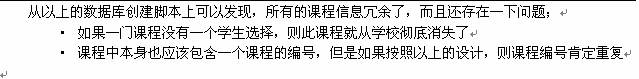 从以上的数据库创建脚本上可以发现，所有的课程信息冗余了，而且还存在一下问题；
▪ 如果一门课程没有一个学生选择，则此课程就从学校彻底消失了
▪ 课程中本身也应该包含一个课程的编号，但是如果按照以上的设计，则课程编号肯定重复